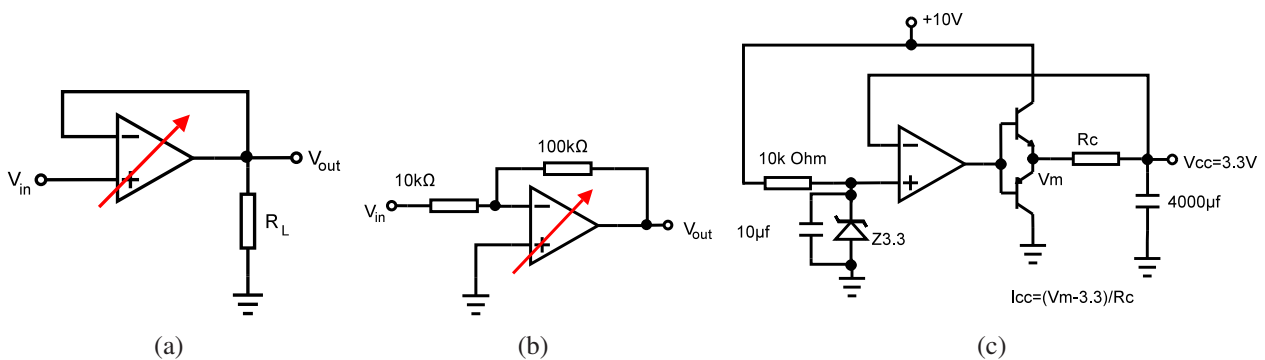 V_in
V_out
R_L
(a)
10kΩ
100kΩ
V_in
V_out
(b)
+10V
10k Ohm
10µf
Z3.3
Vm
Rc
Vcc=3.3V
4000µf
Icc=(Vm-3.3)/Rc
(c)